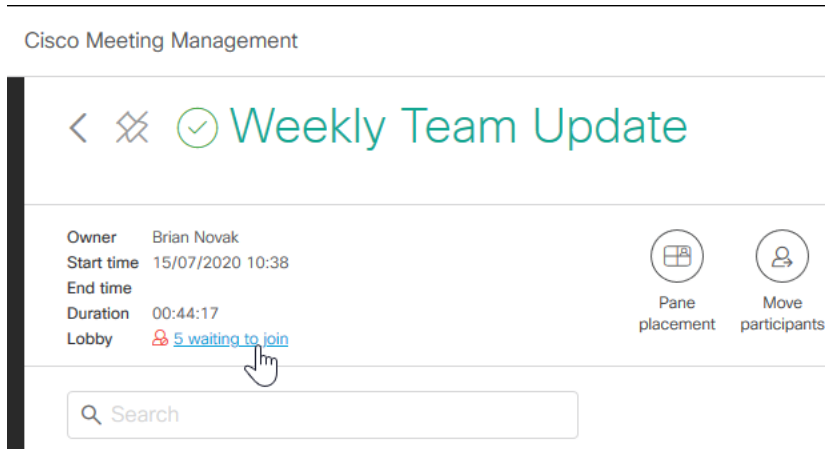 Cisco Meeting Management
Weekly Team Update
Owner Brian Novak
Start time 15/07/2020 10:38
End time
Duration 00:44:17
Lobby 5 waiting to join
Pane placement
Move participants
Search